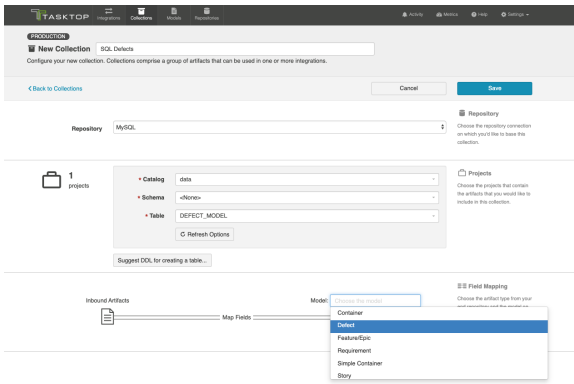 TASKTOP
Integrations
Collections
Models
Repositories
Activity
Metrics
Help
Settings
PRODUCTION
New Collection
SQL Defects
Configure your new collection. Collections comprise a group of artifacts that can be used in one or more integrations.
Back to Collections
Cancel
Save
Repository
MySQL
Repository
Choose the repository connection
on which you'd like to base the
collection.
1
projects
* Catalog
data
* Schema
<None>
* Table
DEFECT_MODEL
Refresh Options
Suggest DDL for creating a table...
Projects
Choose the projects that contain
the artifacts that you would like to
include in this collection.
Inbound Artifacts
Map Fields
Model:
Choose the model
Container
Defect
Feature/Epic
Requirement
Simple Container
Story
Field Mapping
Choose the artifact type from your